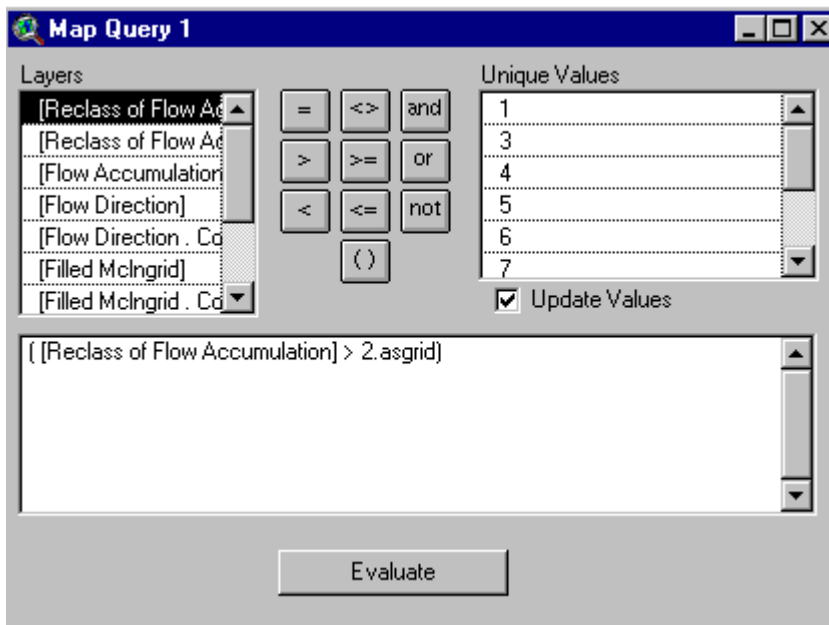 Map Query 1
Layers
[Reclass of Flow Ac
[Reclass of Flow Ac
[Flow Accumulation
[Flow Direction]
[Flow Direction . Co
[Filled McIngrid]
[Filled McIngrid . Co
= <> and
> >= or
< <= not
( )
Unique Values
1
3
4
5
6
7
Update Values
( [Reclass of Flow Accumulation] > 2.asgrid)
Evaluate